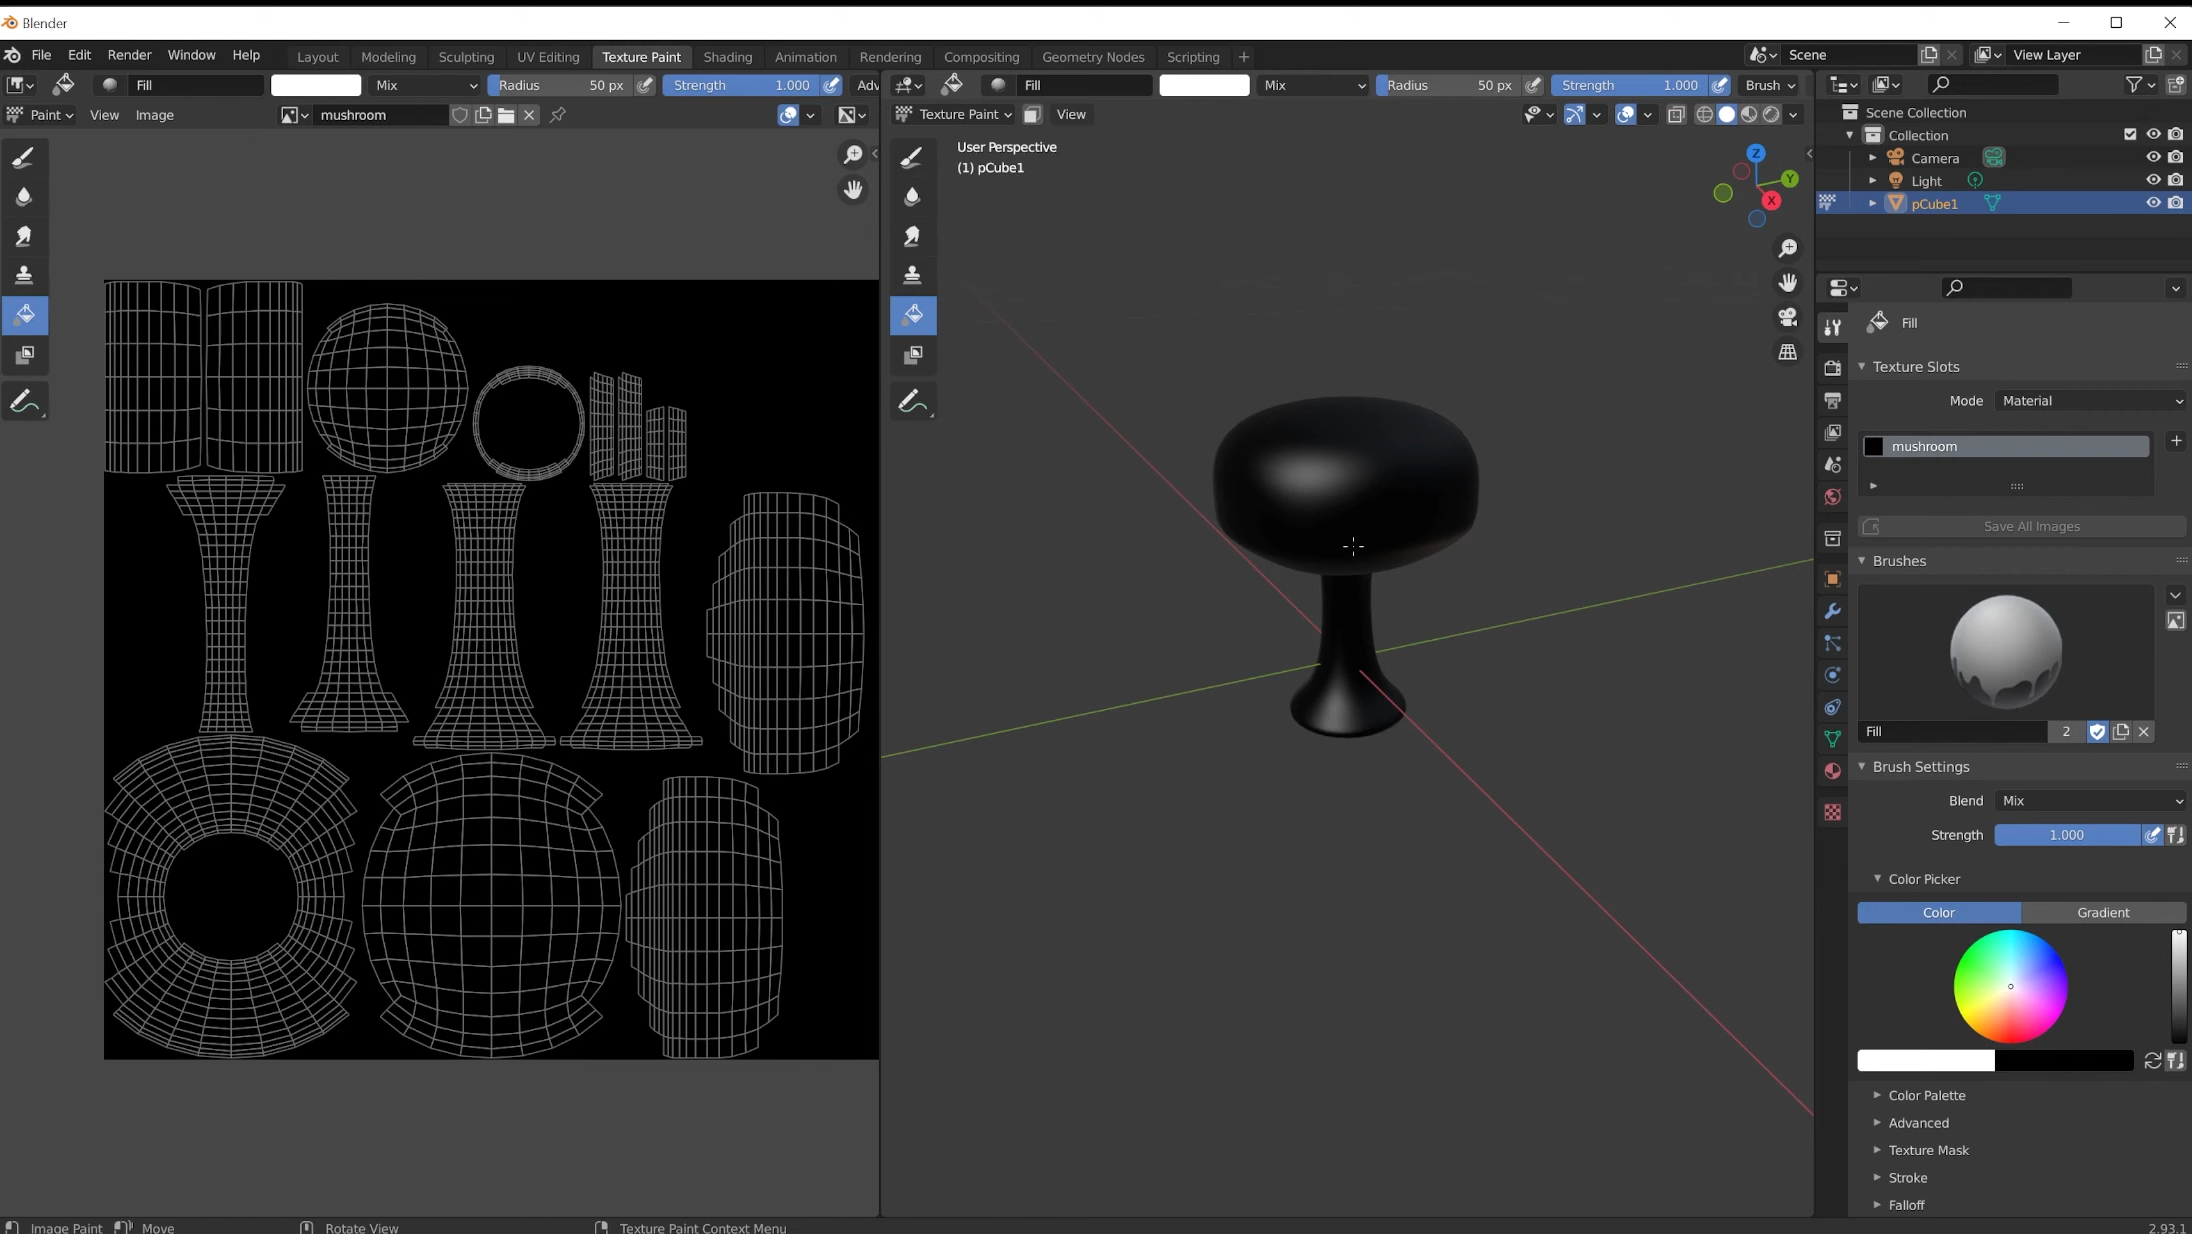 Blender
File Edit Render Window Help Layout Modeling Sculpting UV Editing Texture Paint Shading Animation Rendering Compositing Geometry Nodes Scripting + Scene View Layer
Fill Mix Radius 50 px Strength 1.000 Adv Fill Mix Radius 50 px Strength 1.000 Brush
Paint View Image mushroom Texture Paint View
User Perspective
(1) pCube1
Z
Y
X
Scene Collection
Collection
Camera
Light
pCube1
Fill
Texture Slots
Mode Material
mushroom
Save All Images
Brushes
Fill 2
Brush Settings
Blend Mix
Strength 1.000
Color Picker
Color Gradient
Color Palette
Advanced
Texture Mask
Stroke
Falloff
Image Paint Move Rotate View Texture Paint Context Menu 2.93.1